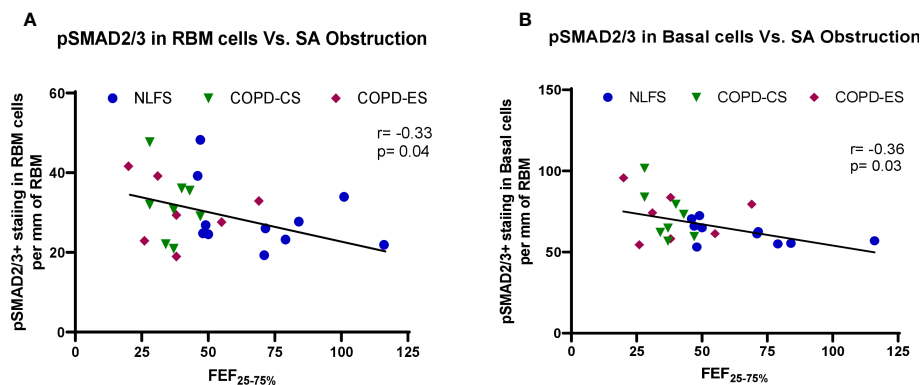 A
pSMAD2/3 in RBM cells Vs. SA Obstruction
pSMAD2/3+ staiing in RBM cells
per mm of RBM
60
40
20
0
NLFS
COPD-CS
COPD-ES
r= -0.33
p= 0.04
0
25
50
75
100
125
FEF25-75%
B
pSMAD2/3 in Basal cells Vs. SA Obstruction
pSMAD2/3+ staiing in Basal cells
per mm of RBM
150
100
50
0
NLFS
COPD-CS
COPD-ES
r= -0.36
p= 0.03
0
25
50
75
100
125
FEF25-75%